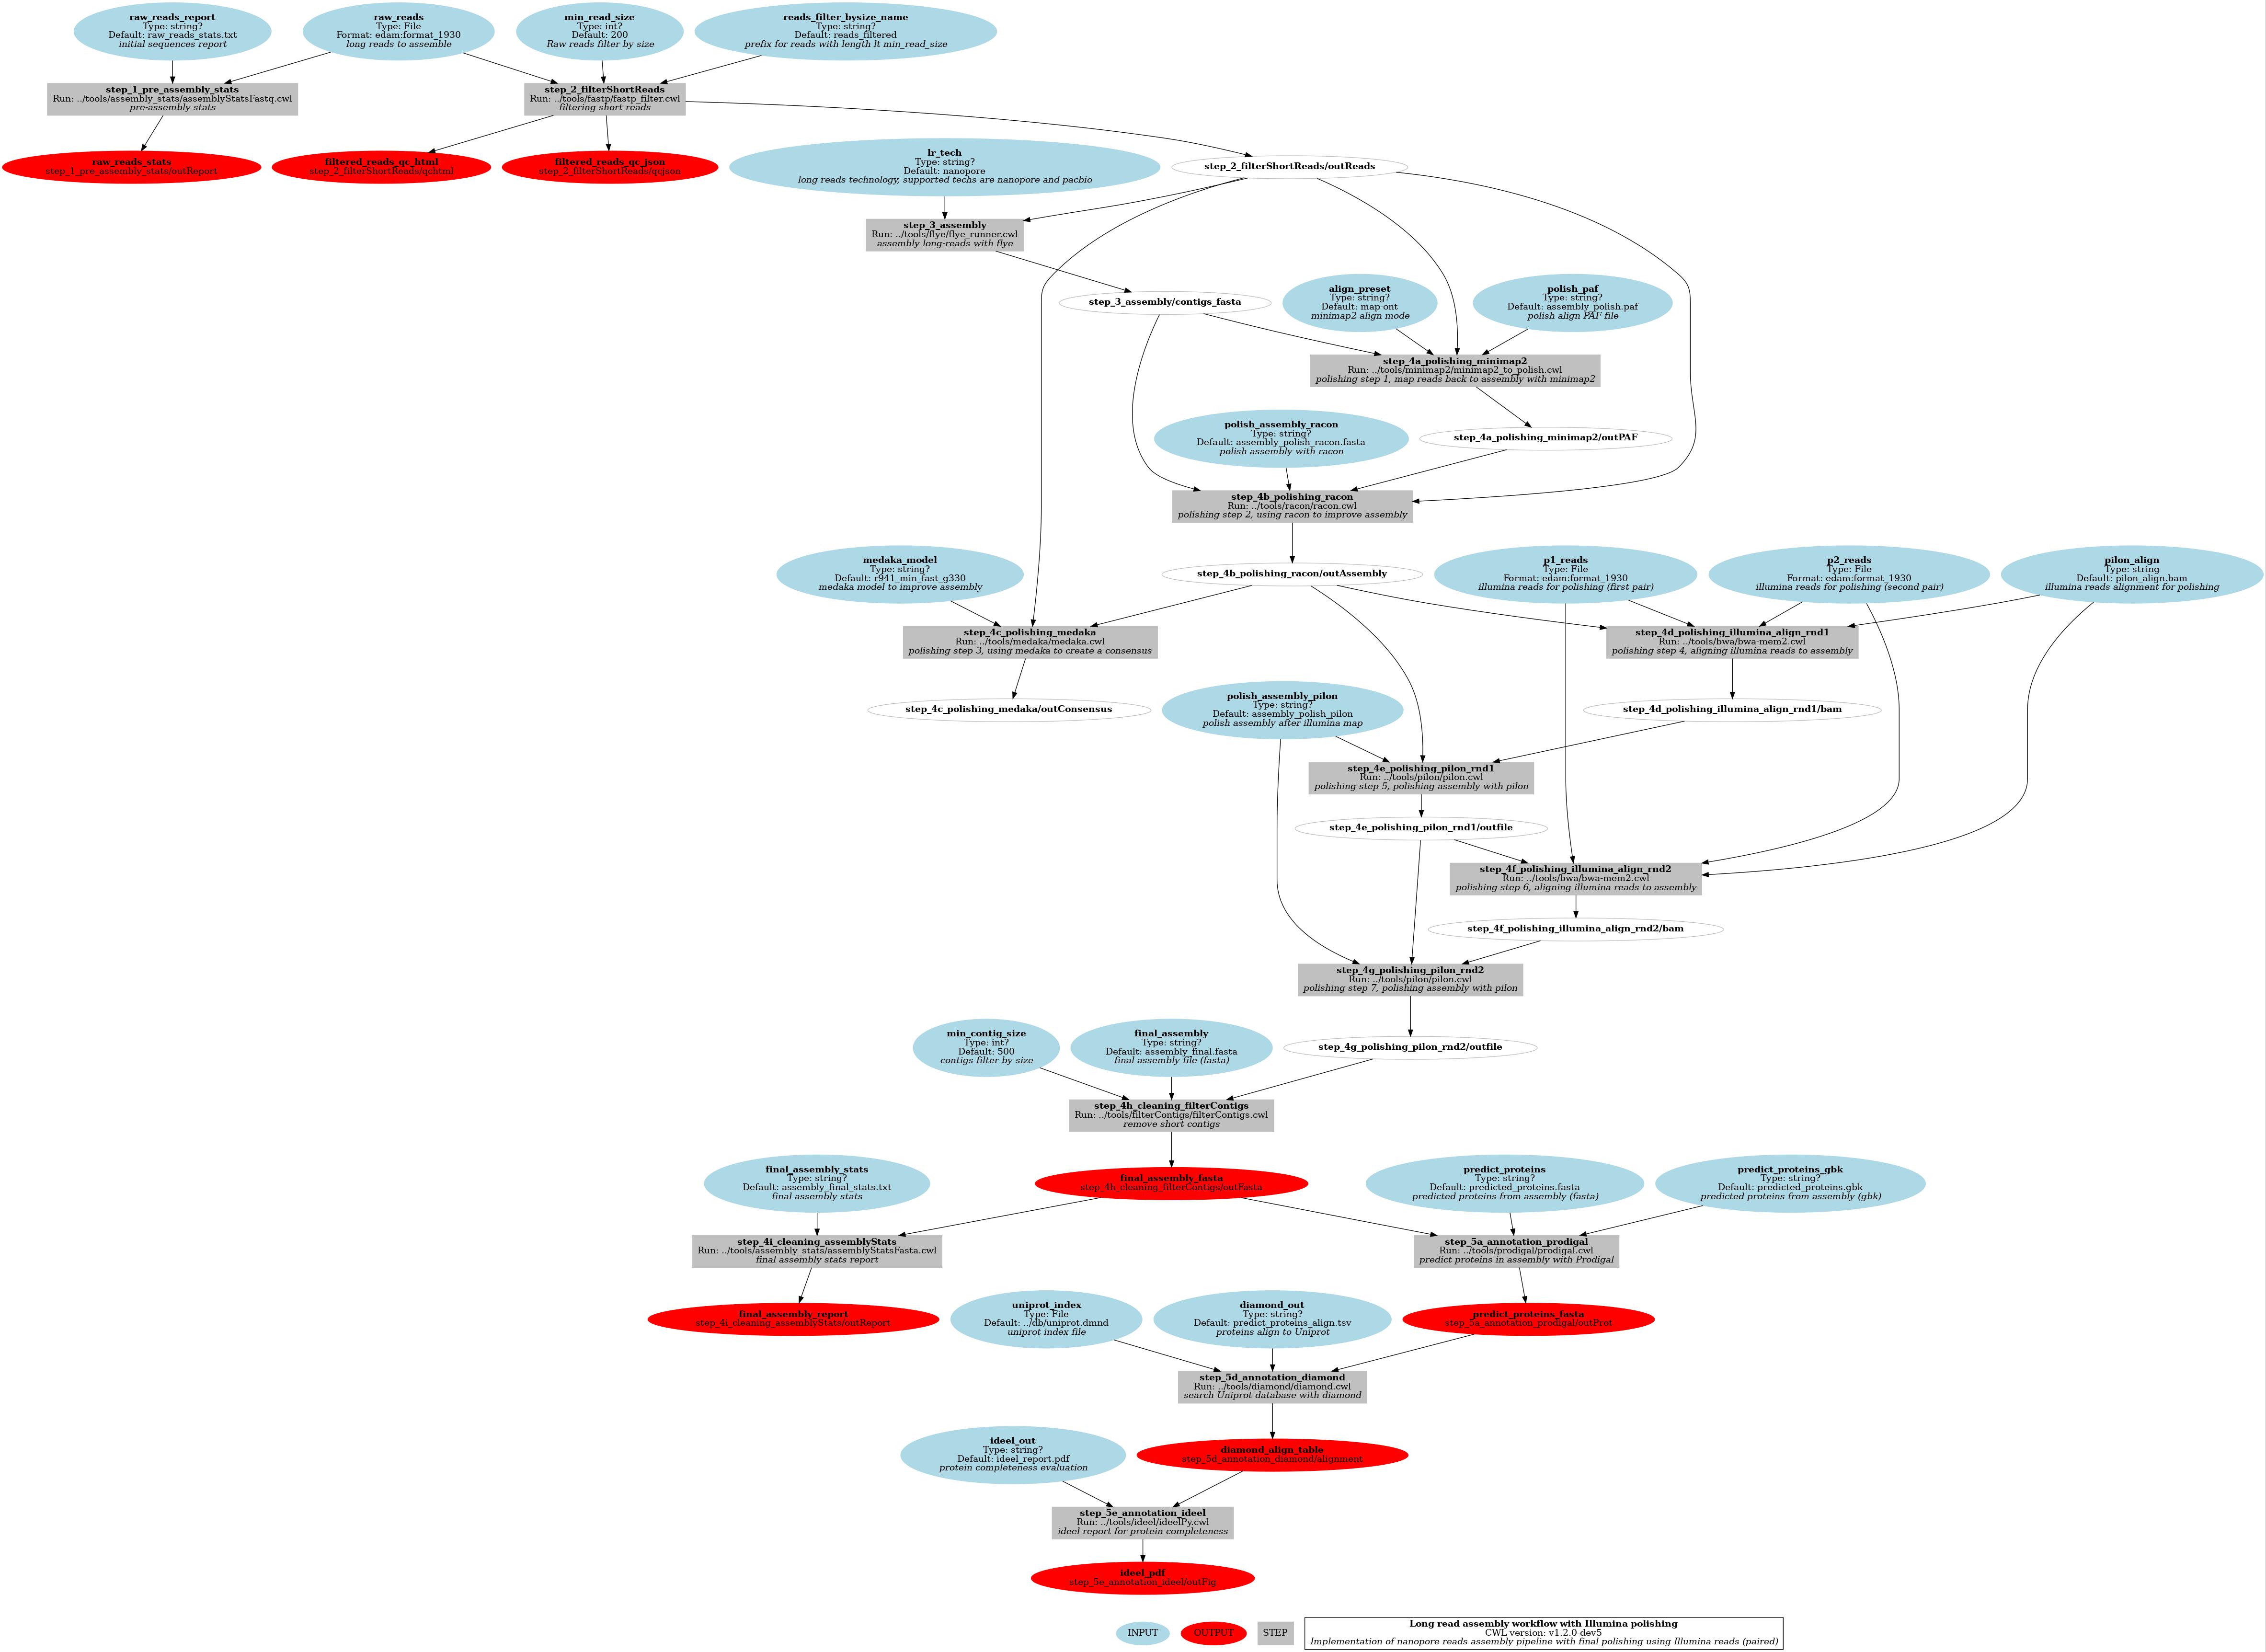 raw_reads_report
Type: string?
Default: raw_reads_stats.txt
initial sequences report
raw_reads
Type: File
Format: edam:format_1930
long reads to assemble
min_read_size
Type: int?
Default: 200
Raw reads filter by size
reads_filter_bysize_name
Type: string?
Default: reads_filtered
prefix for reads with length lt min_read_size
step_1_pre_assembly_stats
Run: ../tools/assembly_stats/assemblyStatsFastq.cwl
pre-assembly stats
step_2_filterShortReads
Run: ../tools/fastp/fastp_filter.cwl
filtering short reads
raw_reads_stats
step_1_pre_assembly_stats/outReport
filtered_reads_qc_html
step_2_filterShortReads/qchtml
filtered_reads_qc_json
step_2_filterShortReads/qcjson
lr_tech
Type: string?
Default: nanopore
long reads technology, supported techs are nanopore and pacbio
step_2_filterShortReads/outReads
step_3_assembly
Run: ../tools/flye/flye_runner.cwl
assembly long-reads with flye
step_3_assembly/contigs_fasta
align_preset
Type: string?
Default: map-ont
minimap2 align mode
polish_paf
Type: string?
Default: assembly_polish.paf
polish align PAF file
step_4a_polishing_minimap2
Run: ../tools/minimap2/minimap2_to_polish.cwl
polishing step 1, map reads back to assembly with minimap2
polish_assembly_racon
Type: string?
Default: assembly_polish_racon.fasta
polish assembly with racon
step_4a_polishing_minimap2/outPAF
step_4b_polishing_racon
Run: ../tools/racon/racon.cwl
polishing step 2, using racon to improve assembly
medaka_model
Type: string?
Default: r941_min_fast_g330
medaka model to improve assembly
step_4b_polishing_racon/outAssembly
p1_reads
Type: File
Format: edam:format_1930
illumina reads for polishing (first pair)
p2_reads
Type: File
Format: edam:format_1930
illumina reads for polishing (second pair)
pilon_align
Type: string
Default: pilon_align.bam
illumina reads alignment for polishing
step_4c_polishing_medaka
Run: ../tools/medaka/medaka.cwl
polishing step 3, using medaka to create a consensus
step_4d_polishing_illumina_align_rnd1
Run: ../tools/bwa/bwa-mem2.cwl
polishing step 4, aligning illumina reads to assembly
step_4c_polishing_medaka/outConsensus
polish_assembly_pilon
Type: string?
Default: assembly_polish_pilon
polish assembly after illumina map
step_4d_polishing_illumina_align_rnd1/bam
step_4e_polishing_pilon_rnd1
Run: ../tools/pilon/pilon.cwl
polishing step 5, polishing assembly with pilon
step_4e_polishing_pilon_rnd1/outfile
step_4f_polishing_illumina_align_rnd2
Run: ../tools/bwa/bwa-mem2.cwl
polishing step 6, aligning illumina reads to assembly
step_4f_polishing_illumina_align_rnd2/bam
step_4g_polishing_pilon_rnd2
Run: ../tools/pilon/pilon.cwl
polishing step 7, polishing assembly with pilon
min_contig_size
Type: int?
Default: 500
contigs filter by size
final_assembly
Type: string?
Default: assembly_final.fasta
final assembly file (fasta)
step_4g_polishing_pilon_rnd2/outfile
step_4h_cleaning_filterContigs
Run: ../tools/filterContigs/filterContigs.cwl
remove short contigs
final_assembly_stats
Type: string?
Default: assembly_final_stats.txt
final assembly stats
final_assembly_fasta
step_4h_cleaning_filterContigs/outFasta
predict_proteins
Type: string?
Default: predicted_proteins.fasta
predicted proteins from assembly (fasta)
predict_proteins_gbk
Type: string?
Default: predicted_proteins.gbk
predicted proteins from assembly (gbk)
step_4i_cleaning_assemblyStats
Run: ../tools/assembly_stats/assemblyStatsFasta.cwl
final assembly stats report
step_5a_annotation_prodigal
Run: ../tools/prodigal/prodigal.cwl
predict proteins in assembly with Prodigal
final_assembly_report
step_4i_cleaning_assemblyStats/outReport
uniprot_index
Type: File
Default: ../db/uniprot.dmnd
uniprot index file
diamond_out
Type: string?
Default: predict_proteins_align.tsv
proteins align to Uniprot
predict_proteins_fasta
step_5a_annotation_prodigal/outProt
step_5d_annotation_diamond
Run: ../tools/diamond/diamond.cwl
search Uniprot database with diamond
ideel_out
Type: string?
Default: ideel_report.pdf
protein completeness evaluation
diamond_align_table
step_5d_annotation_diamond/alignment
step_5e_annotation_ideel
Run: ../tools/ideel/ideelPy.cwl
ideel report for protein completeness
ideel_pdf
step_5e_annotation_ideel/outFig
INPUT
OUTPUT
STEP
Long read assembly workflow with Illumina polishing
CWL version: v1.2.0-dev5
Implementation of nanopore reads assembly pipeline with final polishing using Illumina reads (paired)